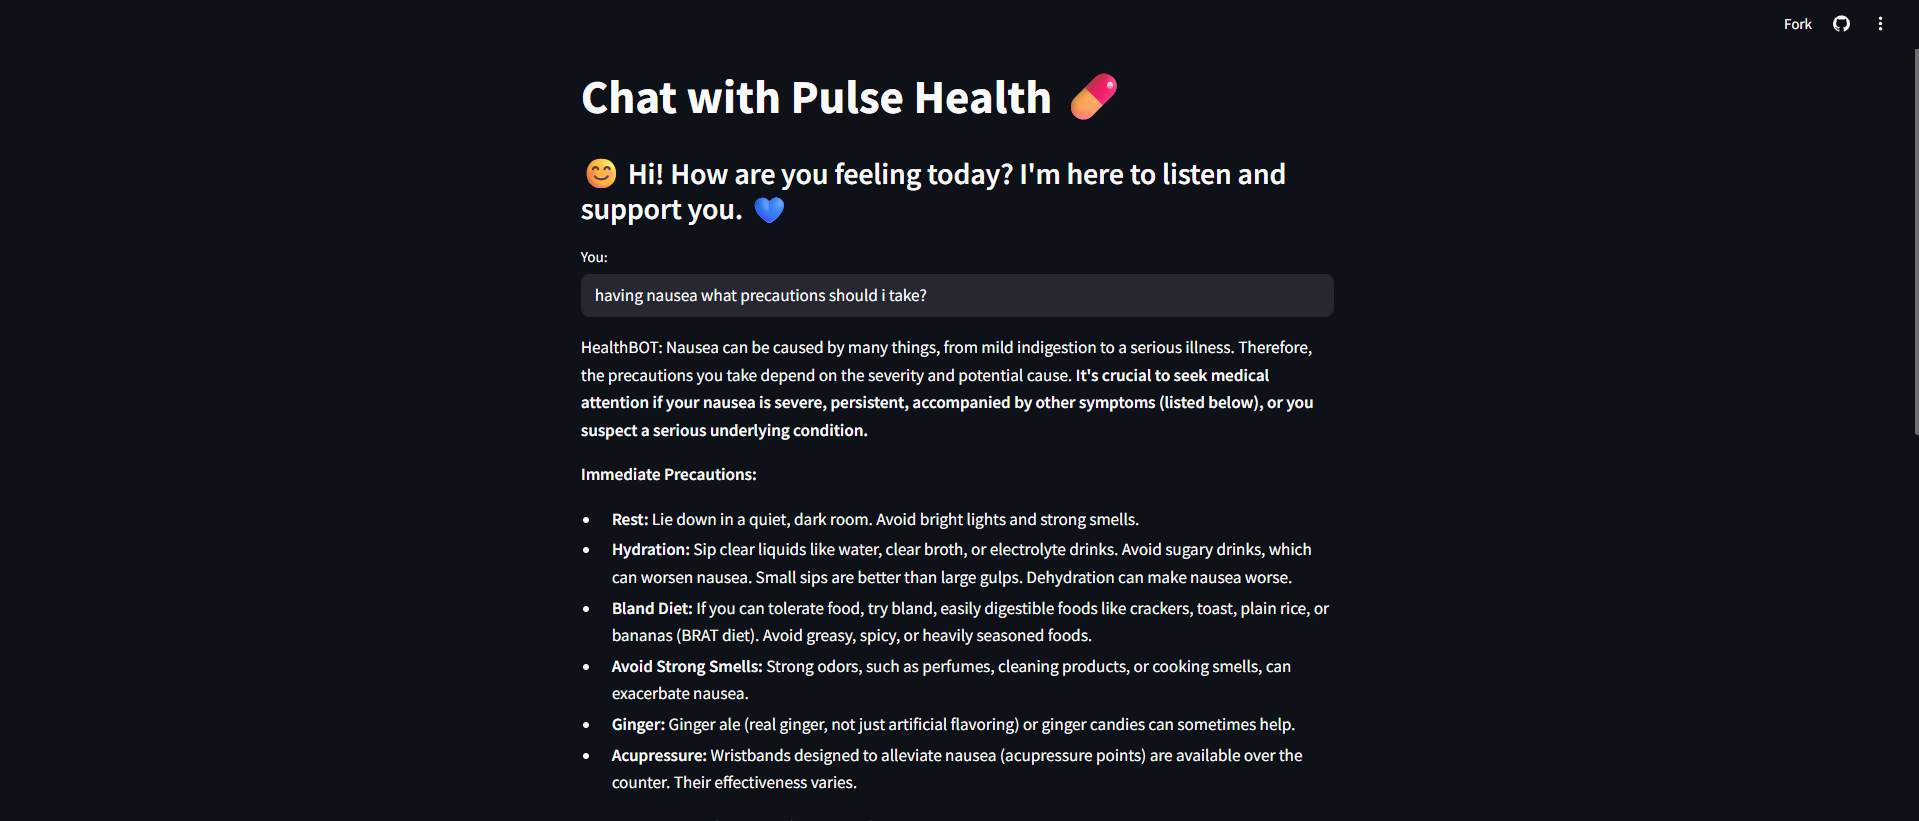 Fork
Chat with Pulse Health
Hi! How are you feeling today? I'm here to listen and
support you.
You:
having nausea what precautions should i take?
HealthBOT: Nausea can be caused by many things, from mild indigestion to a serious illness. Therefore,
the precautions you take depend on the severity and potential cause. It's crucial to seek medical
attention if your nausea is severe, persistent, accompanied by other symptoms (listed below), or you
suspect a serious underlying condition.
Immediate Precautions:
• Rest: Lie down in a quiet, dark room. Avoid bright lights and strong smells.
• Hydration: Sip clear liquids like water, clear broth, or electrolyte drinks. Avoid sugary drinks, which
can worsen nausea. Small sips are better than large gulps. Dehydration can make nausea worse.
• Bland Diet: If you can tolerate food, try bland, easily digestible foods like crackers, toast, plain rice, or
bananas (BRAT diet). Avoid greasy, spicy, or heavily seasoned foods.
• Avoid Strong Smells: Strong odors, such as perfumes, cleaning products, or cooking smells, can
exacerbate nausea.
• Ginger: Ginger ale (real ginger, not just artificial flavoring) or ginger candies can sometimes help.
• Acupressure: Wristbands designed to alleviate nausea (acupressure points) are available over the
counter. Their effectiveness varies.